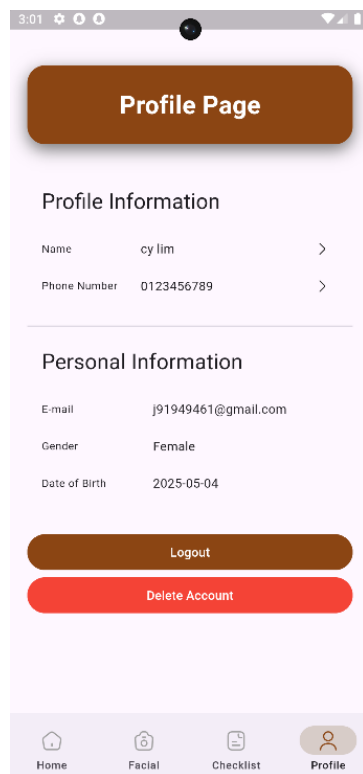 3:01
Profile Page
Profile Information
Name cy lim
Phone Number 0123456789
Personal Information
E-mail j91949461@gmail.com
Gender Female
Date of Birth 2025-05-04
Logout
Delete Account
Home Facial Checklist Profile